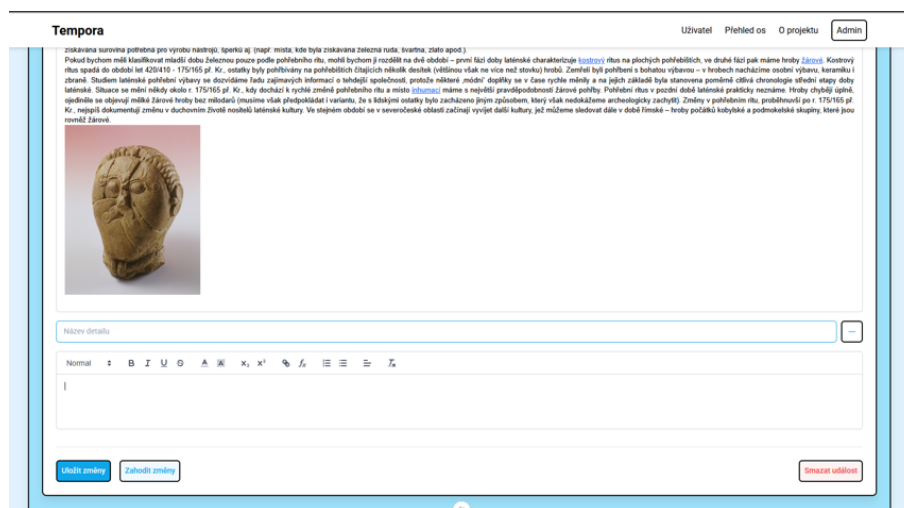 Tempora
Uživatel Přehled os O projektu Admin
získávána surovina potřebná pro výrobu nástrojů, šperků aj. (např. místa, kde byla získávána železná ruda, švartna, zlato apod.).
Pokud bychom měli klasifikovat mladší dobu železnou pouze podle pohřebního ritu, mohli bychom ji rozdělit na dvě období – první fázi doby laténské charakterizuje kostrový ritus na plochých pohřebištích, ve druhé fázi pak máme hroby žárové. Kostrový
ritus spadá do období let 420/410 - 175/165 př. Kr., ostatky byly pohřbívány na pohřebištích čítajících několik desítek (většinou však ne více než stovku) hrobů. Zemřelí byli pohřbeni s bohatou výbavou – v hrobech nacházíme osobní výbavu, keramiku i
zbraně. Studiem laténské pohřební výbavy se dozvídáme řadu zajímavých informací o tehdejší společnosti, protože některé „módní" doplňky se v čase rychle měnily a na jejich základě byla stanovena poměrně citlivá chronologie střední etapy doby
laténské. Situace se mění někdy okolo r. 175/165 př. Kr., kdy dochází k rychlé změně pohřebního ritu a místo inhumací máme s největší pravděpodobností žárové pohřby. Pohřební ritus v pozdní době laténské prakticky neznáme. Hroby chybějí úplně,
ojediněle se objevují mělké žárové hroby bez milodarů (musíme však předpokládat i variantu, že s lidskými ostatky bylo zacházeno jiným způsobem, který však nedokážeme archeologicky zachytit). Změny v pohřebním ritu, proběhnuvší po r. 175/165 př.
Kr., nejspíš dokumentují změnu v duchovním životě nositelů laténské kultury. Ve stejném období se v severočeské oblasti začínají vyvíjet další kultury, jež můžeme sledovat dále v době římské – hroby počátků kobylské a podmokelské skupiny, které jsou
rovněž žárové.
Název detailu
Normal
Uložit změny Zahodit změny Smazat událost